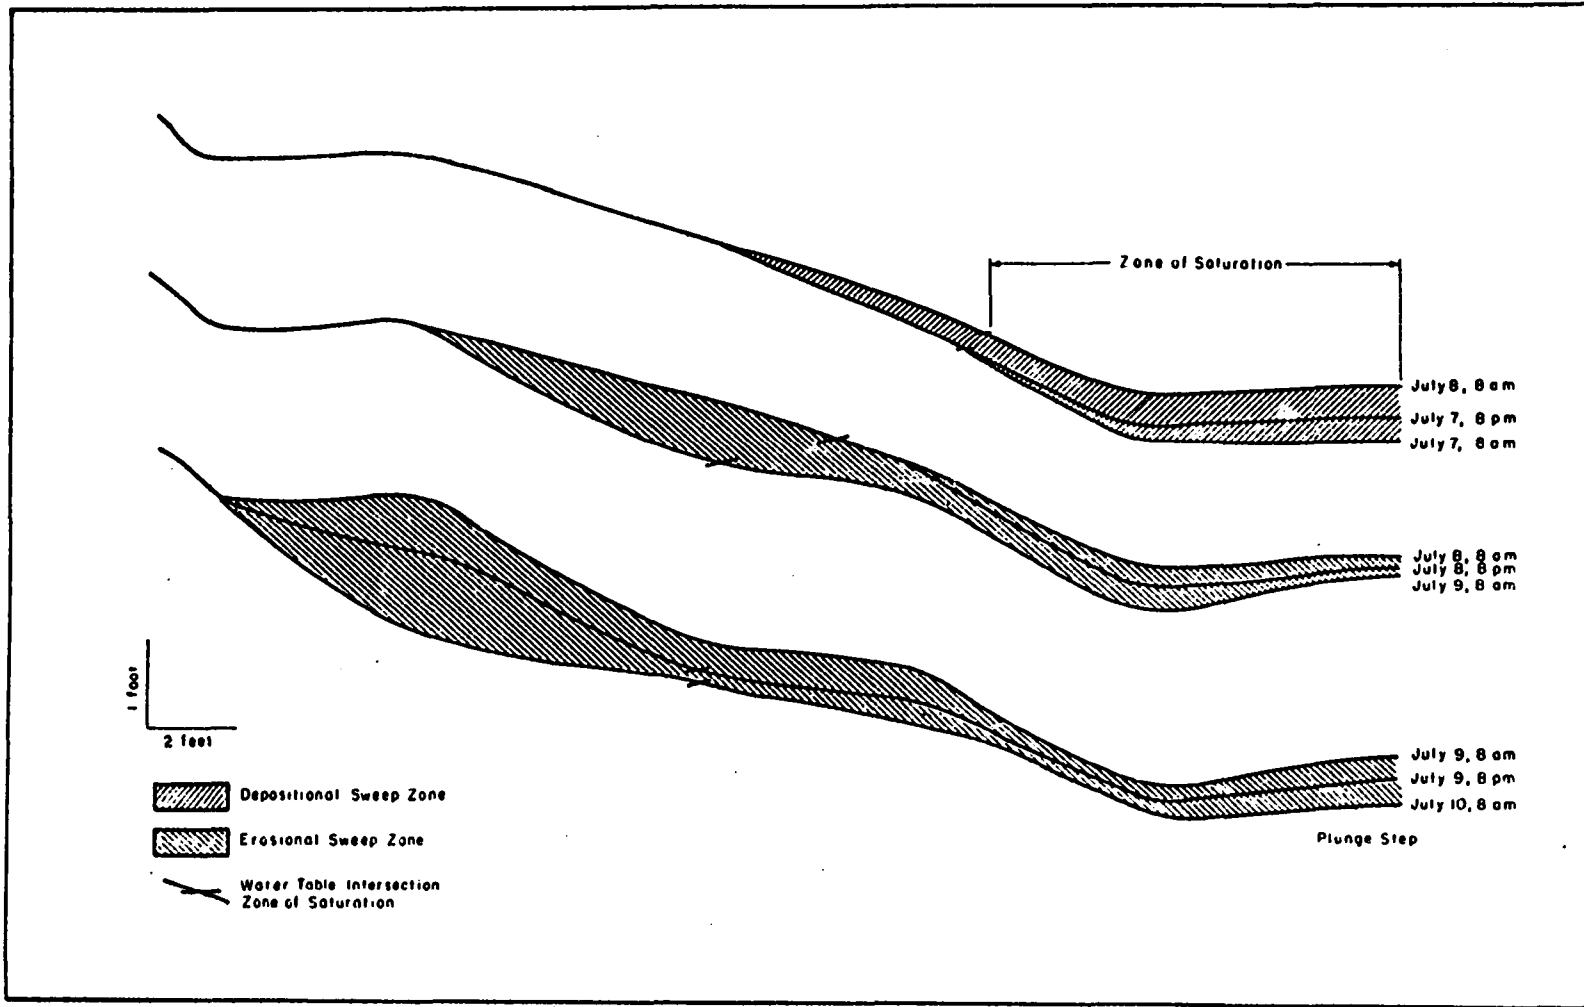 Zone of Saturation
July 8, 8 am
July 7, 8 pm
July 7, 8 am
July 8, 8 am
July 8, 8 pm
July 9, 8 am
July 9, 8 am
July 9, 8 pm
July 10, 8 am
Plunge Step
1 foot
2 feet
Depositional Sweep Zone
Erosional Sweep Zone
Water Table Intersection
Zone of Saturation